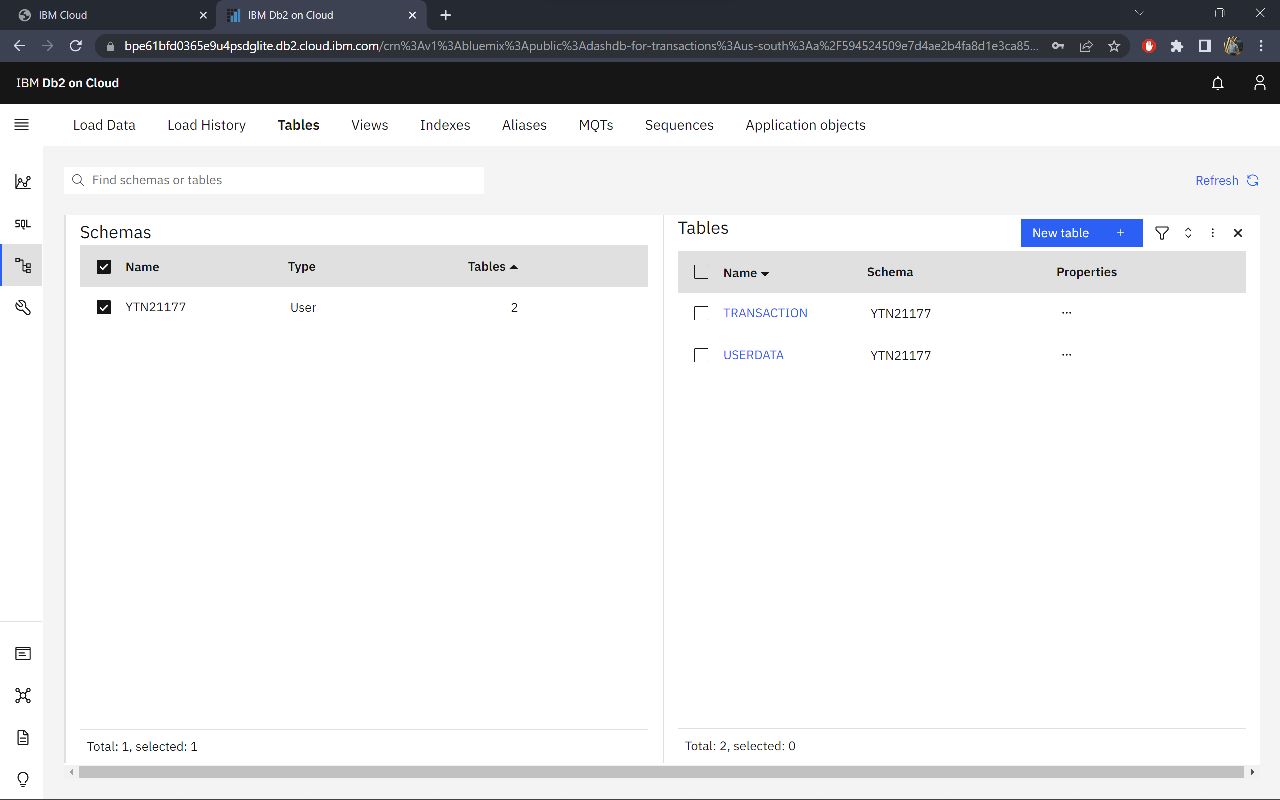 IBM Cloud
IBM Db2 on Cloud
bpe61bfd0365e9u4psdglite.db2.cloud.ibm.com/crn%3Av1%3Abluemix%3Apublic%3Adashdb-for-transactions%3Aus-south%3Aa%2F594524509e7d4ae2b4fa8d1e3ca85...
IBM Db2 on Cloud
Load Data Load History Tables Views Indexes Aliases MQTs Sequences Application objects
Find schemas or tables
Refresh
SQL
Schemas
Name Type Tables
YTN21177 User 2
Total: 1, selected: 1
Tables
New table +
Name Schema Properties
TRANSACTION YTN21177 ...
USERDATA YTN21177 ...
Total: 2, selected: 0